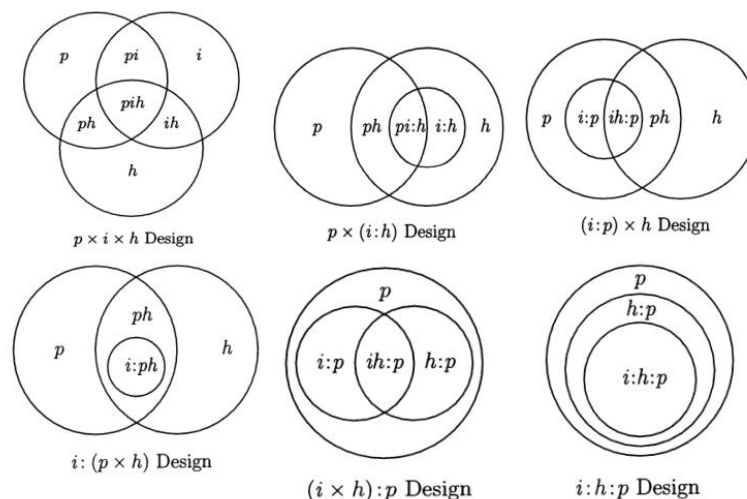 p pi i
pih
ph ih
h
p × i × h Design
p ph pi:h i:h h
p × (i:h) Design
p i:p ih:p ph h
(i:p) × h Design
ph
p h
i:ph
i: (p × h) Design
p
i:p ih:p h:p
(i × h):p Design
p
h:p
i:h:p
i:h:p Design